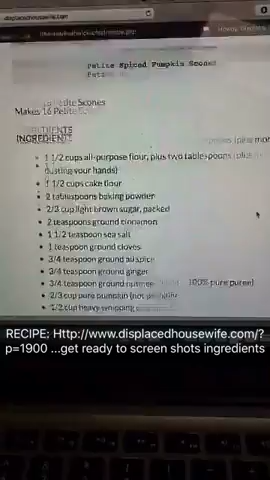 displacedhousewife.com
Petite Spiced Pumpkin Scones
Makes 16 Petite Scones
INGREDIENTS
1 1/2 cups all-purpose flour, plus two tablespoons
dusting your hands)
1 1/2 cups cake flour
2 tablespoons baking powder
2/3 cup light brown sugar, packed
2 teaspoons ground cinnamon
1 1/2 teaspoon sea salt
1 teaspoon ground cloves
3/4 teaspoon ground allspice
3/4 teaspoon ground ginger
3/4 teaspoon ground nutmeg
100% pure puree)
2/3 cup pure pumpkin (not
1/2 cup heavy whipping
RECIPE: Http://www.displacedhousewife.com/?
p=1900 ...get ready to screen shots ingredients